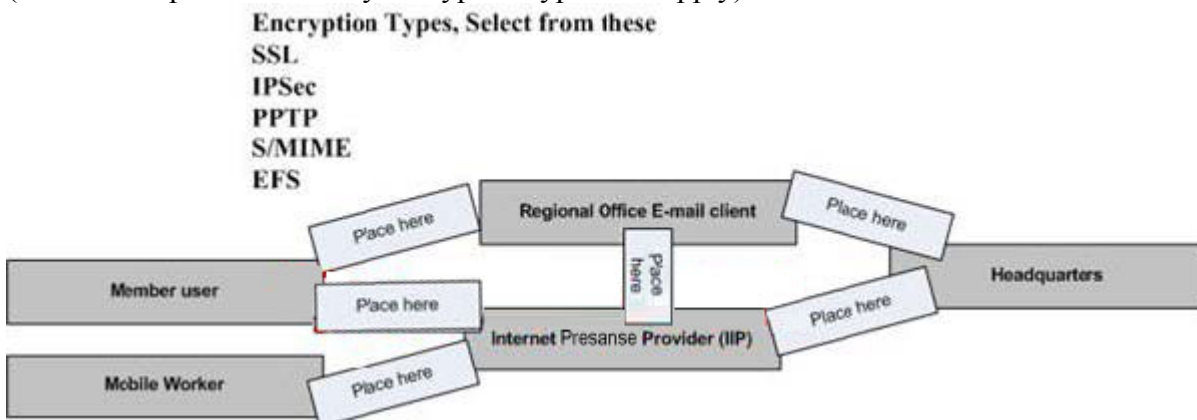 Encryption Types, Select from these
SSL
IPSec
PPTP
S/MIME
EFS
Place here
Regional Office E-mail client
Place here
Member user
Place here
Place here
Headquarters
Place here
Internet Presanse Provider (IIP)
Mobile Worker
Place here